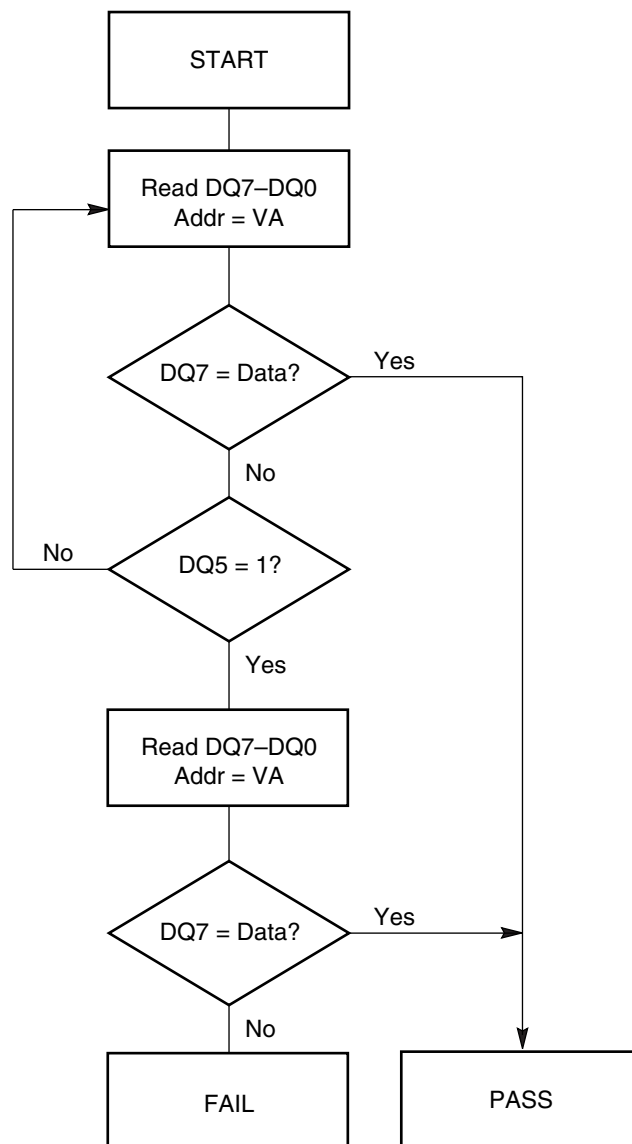 START
Read DQ7–DQ0
Addr = VA
DQ7 = Data?
Yes
No
No
DQ5 = 1?
Yes
Read DQ7–DQ0
Addr = VA
DQ7 = Data?
Yes
No
FAIL
PASS